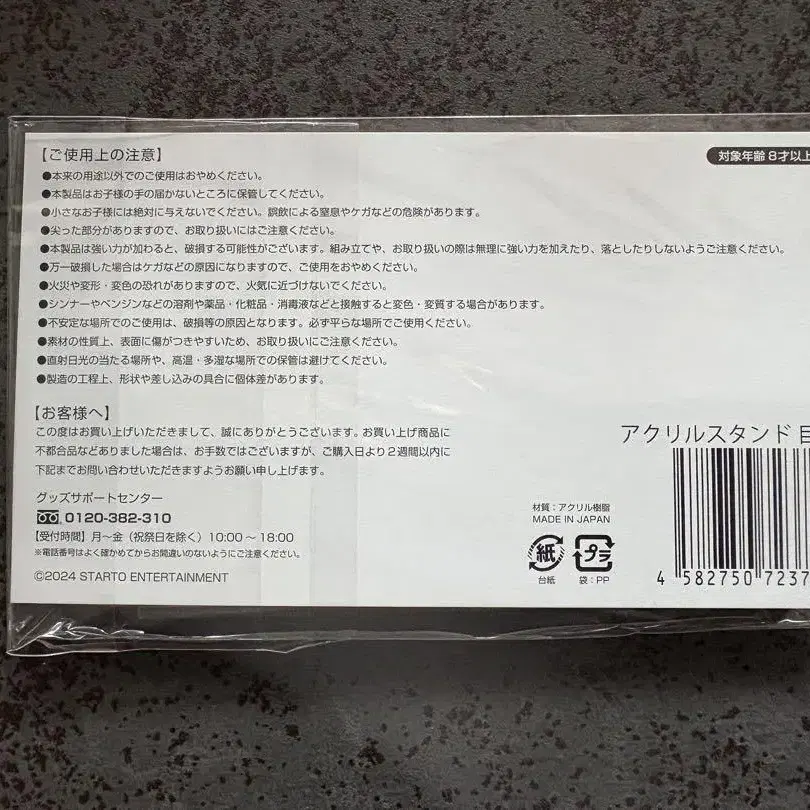 【ご使用上の注意】
対象年齢 8才以上
●本来の用途以外でのご使用はおやめください。
●本製品はお子様の手の届かないところに保管してください。
●小さなお子様には絶対に与えないでください。誤飲による窒息やケガなどの危険があります。
●尖った部分がありますので、お取り扱いにはご注意ください。
●本製品は強い力が加わると、破損する可能性がございます。組み立てや、お取り扱いの際は無理に強い力を加えたり、落としたりしないようご注意ください。
●万一破損した場合はケガなどの原因になりますので、ご使用をおやめください。
●火災や変形・変色の恐れがありますので、火気に近づけないでください。
●シンナーやベンジンなどの溶剤や薬品・化粧品・消毒液などと接触すると変色・変質する場合があります。
●不安定な場所でのご使用は、破損等の原因となります。必ず平らな場所でご使用ください。
●素材の性質上、表面に傷がつきやすいため、お取り扱いにご注意ください。
●直射日光の当たる場所や、高温・多湿な場所での保管は避けてください。
●製造の工程上、形状や差し込みの具合に個体差があります。
【お客様へ】
この度はお買い上げいただきまして、誠にありがとうございます。お買い上げ商品に
不都合品などありました場合は、お手数ではございますが、ご購入日より2週間以内に
下記までお問い合わせいただきますようお願い申し上げます。
グッズサポートセンター
0120-382-310
【受付時間】月〜金（祝祭日を除く）10:00〜18:00
※電話番号はよく確かめてからお間違いのないようにご注意ください。
©2024 STARTO ENTERTAINMENT
アクリルスタンド
材質：アクリル樹脂
MADE IN JAPAN
紙
プラ
台紙
袋：PP
4 582750 7237